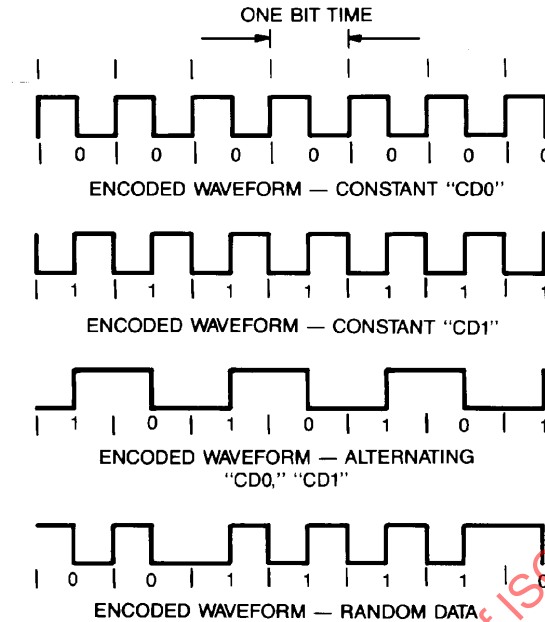 ONE BIT TIME
0 0 0 0 0 0 0
ENCODED WAVEFORM — CONSTANT “CD0”
1 1 1 1 1 1 1
ENCODED WAVEFORM — CONSTANT “CD1”
1 0 1 0 1 0 1
ENCODED WAVEFORM — ALTERNATING
“CD0,” “CD1”
0 0 1 1 1 1 0
ENCODED WAVEFORM — RANDOM DATA